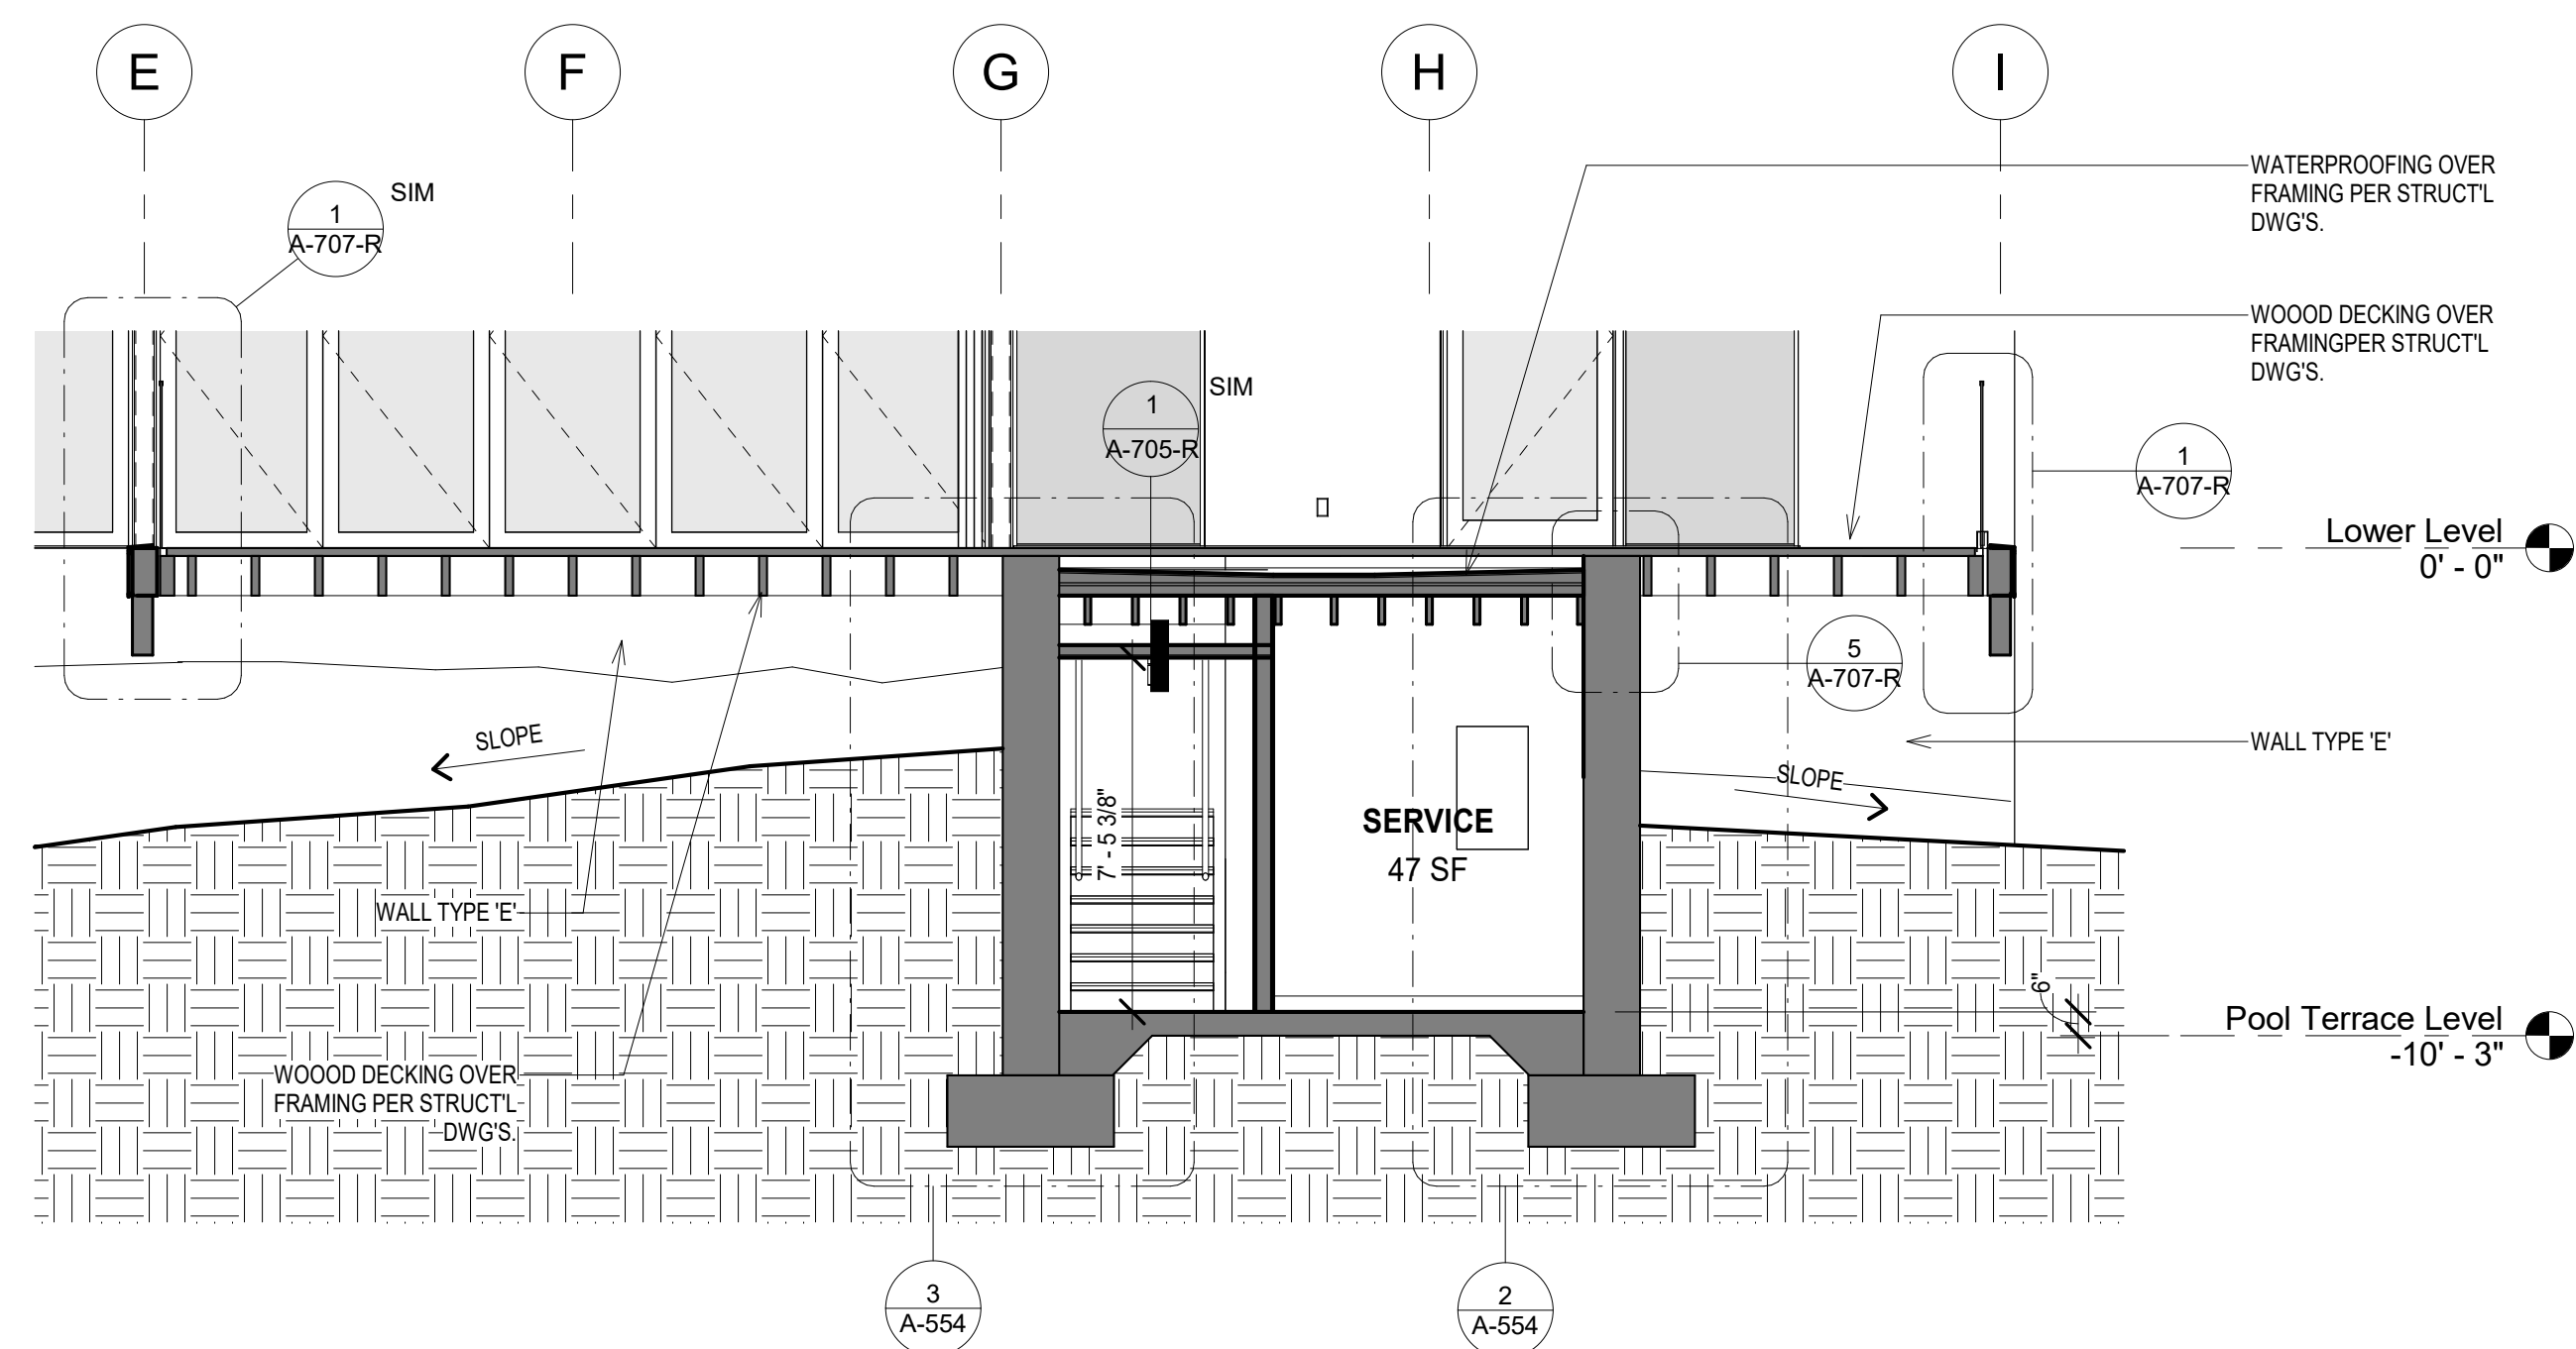 E
F
G
H
I
SIM
1
A-707-R
WATERPROOFING OVER
FRAMING PER STRUCT'L
DWG'S.
WOOOD DECKING OVER
FRAMINGPER STRUCT'L
DWG'S.
SIM
1
A-705-R
1
A-707-R
Lower Level
0' - 0"
5
A-707-R
SLOPE
WALL TYPE 'E'
SLOPE
7' - 5 3/8"
SERVICE
47 SF
WALL TYPE 'E'
6"
Pool Terrace Level
-10' - 3"
WOOOD DECKING OVER
FRAMING PER STRUCT'L
DWG'S.
3
A-554
2
A-554